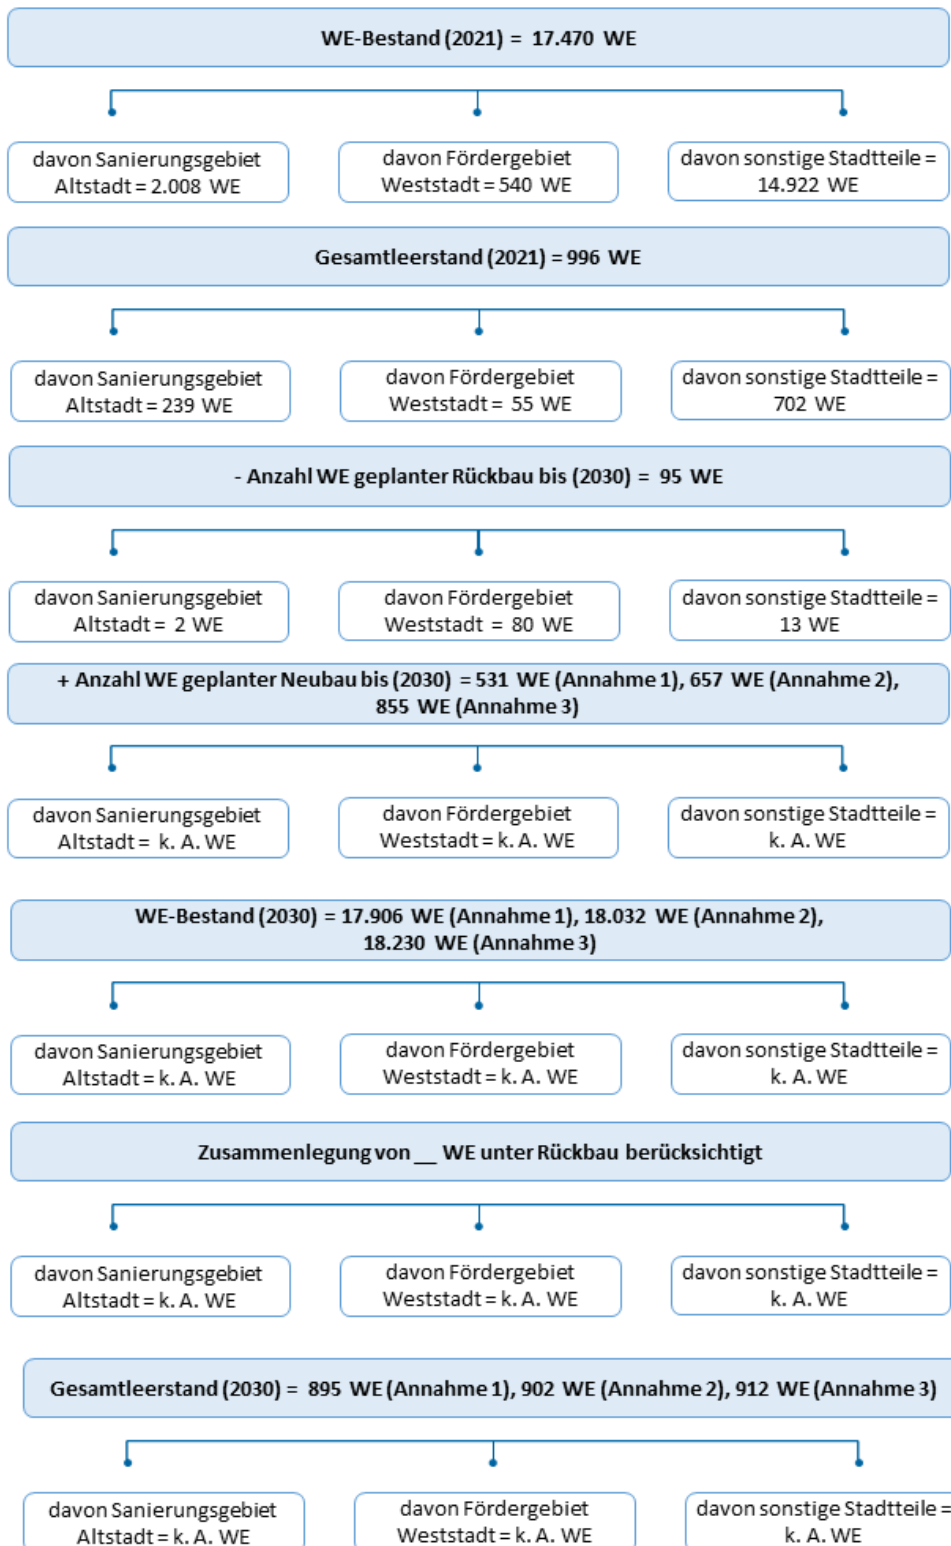 WE-Bestand (2021) = 17.470 WE
davon Sanierungsgebiet
Altstadt = 2.008 WE
davon Fördergebiet
Weststadt = 540 WE
davon sonstige Stadtteile =
14.922 WE
Gesamtleerstand (2021) = 996 WE
davon Sanierungsgebiet
Altstadt = 239 WE
davon Fördergebiet
Weststadt = 55 WE
davon sonstige Stadtteile =
702 WE
- Anzahl WE geplanter Rückbau bis (2030) = 95 WE
davon Sanierungsgebiet
Altstadt = 2 WE
davon Fördergebiet
Weststadt = 80 WE
davon sonstige Stadtteile =
13 WE
+ Anzahl WE geplanter Neubau bis (2030) = 531 WE (Annahme 1), 657 WE (Annahme 2),
855 WE (Annahme 3)
davon Sanierungsgebiet
Altstadt = k. A. WE
davon Fördergebiet
Weststadt = k. A. WE
davon sonstige Stadtteile =
k. A. WE
WE-Bestand (2030) = 17.906 WE (Annahme 1), 18.032 WE (Annahme 2),
18.230 WE (Annahme 3)
davon Sanierungsgebiet
Altstadt = k. A. WE
davon Fördergebiet
Weststadt = k. A. WE
davon sonstige Stadtteile =
k. A. WE
Zusammenlegung von __ WE unter Rückbau berücksichtigt
davon Sanierungsgebiet
Altstadt = k. A. WE
davon Fördergebiet
Weststadt = k. A. WE
davon sonstige Stadtteile =
k. A. WE
Gesamtleerstand (2030) = 895 WE (Annahme 1), 902 WE (Annahme 2), 912 WE (Annahme 3)
davon Sanierungsgebiet
Altstadt = k. A. WE
davon Fördergebiet
Weststadt = k. A. WE
davon sonstige Stadtteile =
k. A. WE